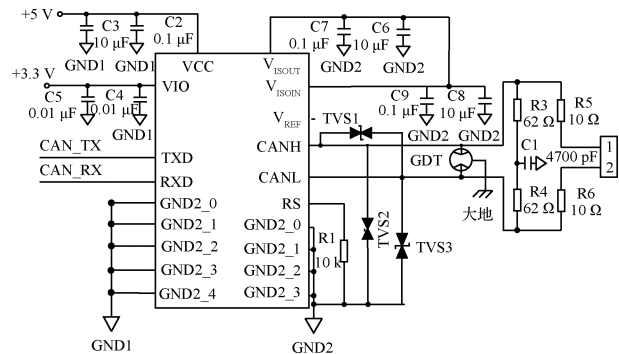 +5 V
C3
10 μF
C2
0.1 μF
GND1 GND1
C7
0.1 μF
C6
10 μF
GND2
GND2
VCC
VISOUT
+3.3 V
VIO
VISOIN
C5
0.01 μF
C4
0.01 μF
GND1
C9
0.1 μF
C8
10 μF
GND2 GND2
VREF
TVS1
R3
62 Ω
R5
10 Ω
CAN_TX
TXD
CANH
GDT
C1
4700 pF
1
2
CAN_RX
RXD
CANL
大地
R4
62 Ω
R6
10 Ω
GND2_0
RS
GND2_1
GND2_0
GND2_2
GND2_1
R1
10 k
TVS2
TVS3
GND2_3
GND2_2
GND2_4
GND2_3
GND1
GND2